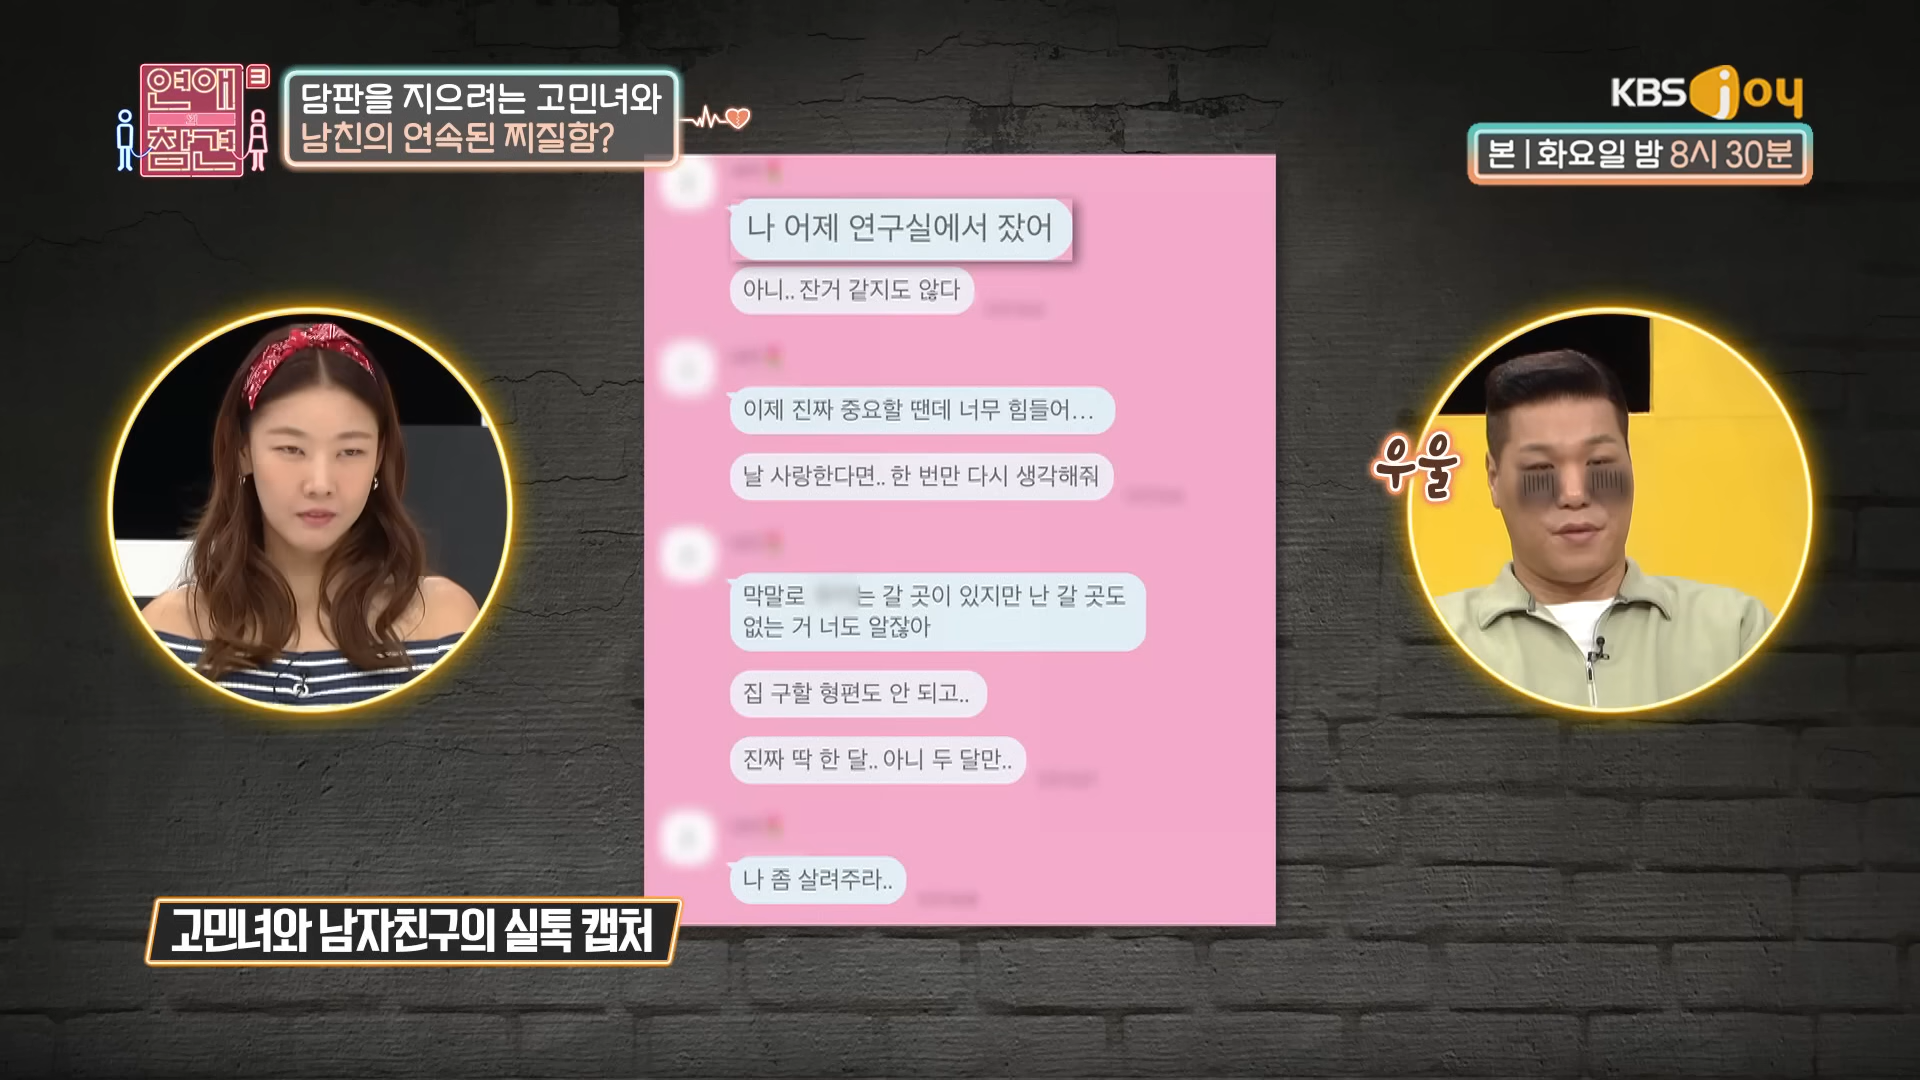 연애의
참견 3
담판을 지으려는 고민녀와
남친의 연속된 찌질함?
KBS joy
본 | 화요일 밤 8시 30분
나 어제 연구실에서 잤어
아니.. 잔거 같지도 않다
이제 진짜 중요할 땐데 너무 힘들어...
날 사랑한다면.. 한 번만 다시 생각해줘
우울
막말로 는 갈 곳이 있지만 난 갈 곳도
없는 거 너도 알잖아
집 구할 형편도 안 되고..
진짜 딱 한 달.. 아니 두 달만..
나 좀 살려주라..
고민녀와 남자친구의 실톡 캡처